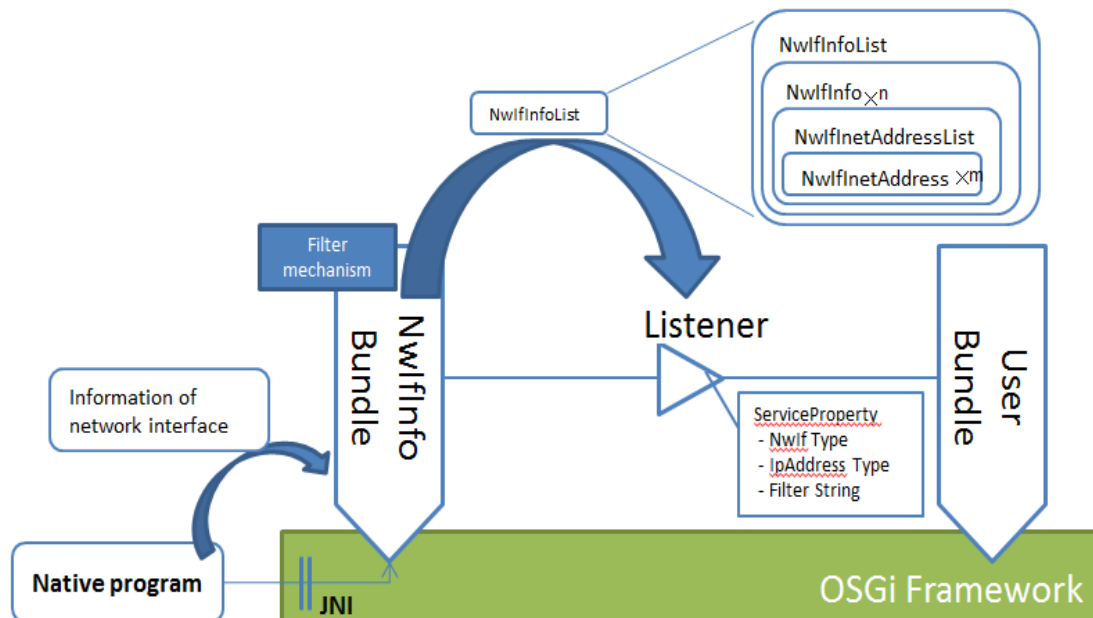 NwIfInfoList
NwIfInfoList
NwIfInfo×n
NwIfInetAddressList
NwIfInetAddress ×m
Filter
mechanism
NwIfInfo
Bundle
Listener
User
Bundle
Information of
network interface
ServiceProperty
- NwIf Type
- IpAddress Type
- Filter String
Native program
JNI
OSGi Framework